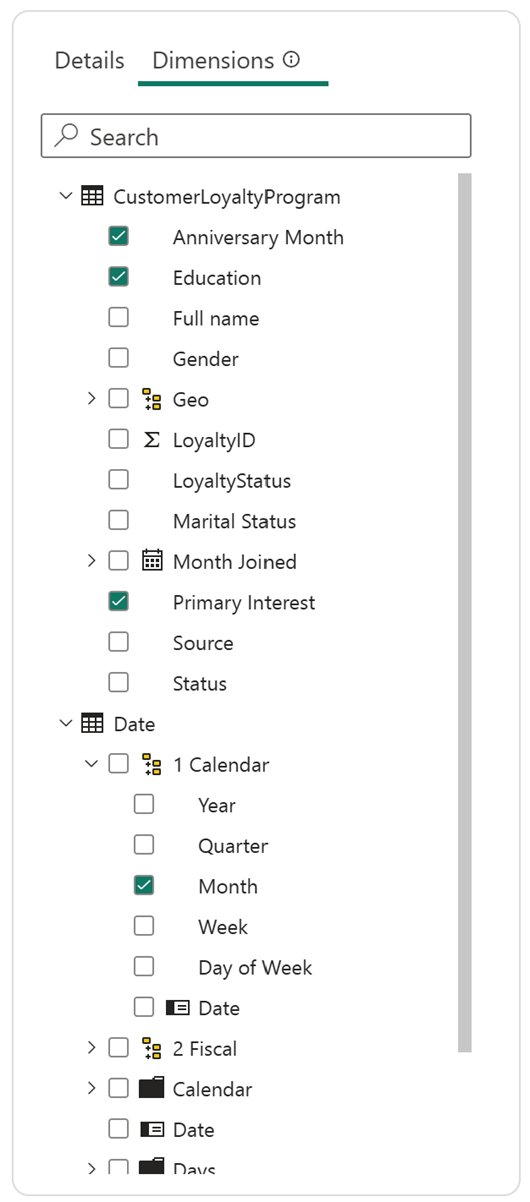 Details Dimensions
Search
CustomerLoyaltyProgram
Anniversary Month
Education
Full name
Gender
Geo
LoyaltyID
LoyaltyStatus
Marital Status
Month Joined
Primary Interest
Source
Status
Date
1 Calendar
Year
Quarter
Month
Week
Day of Week
Date
2 Fiscal
Calendar
Date
Days